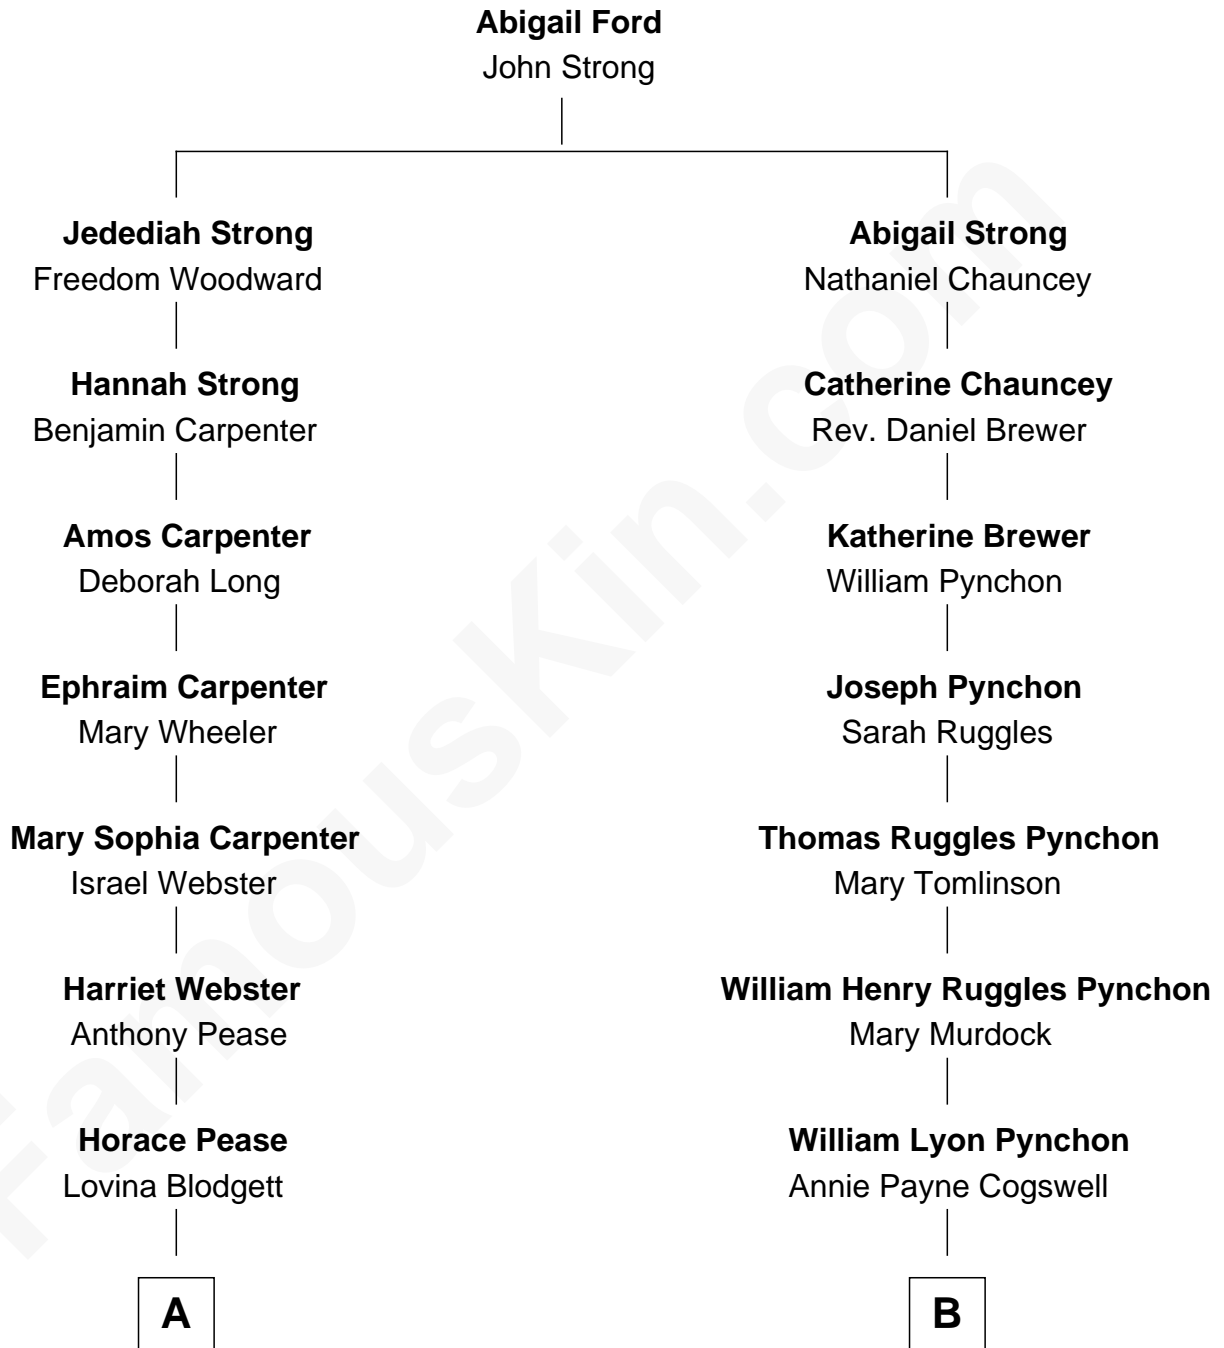 Abigail Ford
John Strong
Jedediah Strong
Freedom Woodward
Abigail Strong
Nathaniel Chauncey
Hannah Strong
Benjamin Carpenter
Catherine Chauncey
Rev. Daniel Brewer
Amos Carpenter
Deborah Long
Katherine Brewer
William Pynchon
Ephraim Carpenter
Mary Wheeler
Joseph Pynchon
Sarah Ruggles
Mary Sophia Carpenter
Israel Webster
Thomas Ruggles Pynchon
Mary Tomlinson
Harriet Webster
Anthony Pease
William Henry Ruggles Pynchon
Mary Murdock
Horace Pease
Lovina Blodgett
William Lyon Pynchon
Annie Payne Cogswell
A
B
FamousKin.com